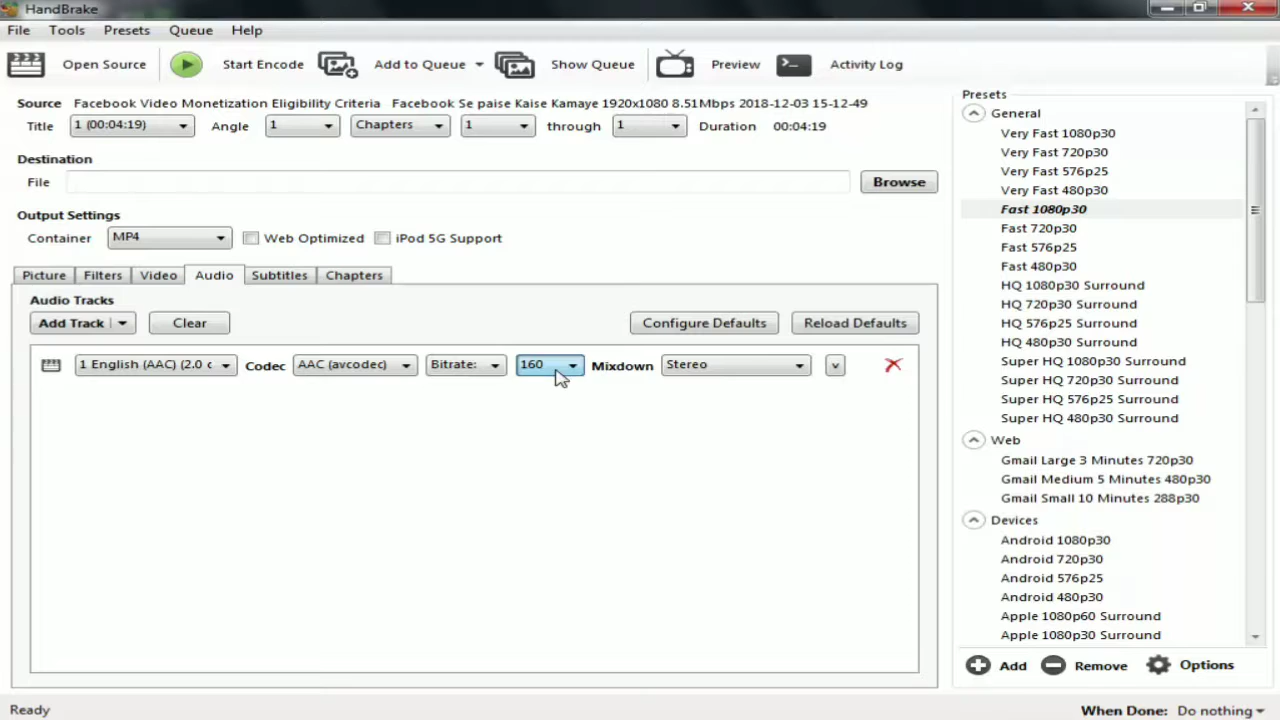 HandBrake
File Tools Presets Queue Help
Open Source Start Encode Add to Queue Show Queue Preview Activity Log
Source Facebook Video Monetization Eligibility Criteria Facebook Se paise Kaise Kamaye 1920x1080 8.51Mbps 2018-12-03 15-12-49
Title 1 (00:04:19) Angle 1 Chapters 1 through 1 Duration 00:04:19
Destination
File Browse
Output Settings
Container MP4 Web Optimized iPod 5G Support
Picture Filters Video Audio Subtitles Chapters
Audio Tracks
Add Track Clear Configure Defaults Reload Defaults
1 English (AAC) (2.0 c Codec AAC (avcodec) Bitrate: 160 Mixdown Stereo v
Presets
General
Very Fast 1080p30
Very Fast 720p30
Very Fast 576p25
Very Fast 480p30
Fast 1080p30
Fast 720p30
Fast 576p25
Fast 480p30
HQ 1080p30 Surround
HQ 720p30 Surround
HQ 576p25 Surround
HQ 480p30 Surround
Super HQ 1080p30 Surround
Super HQ 720p30 Surround
Super HQ 576p25 Surround
Super HQ 480p30 Surround
Web
Gmail Large 3 Minutes 720p30
Gmail Medium 5 Minutes 480p30
Gmail Small 10 Minutes 288p30
Devices
Android 1080p30
Android 720p30
Android 576p25
Android 480p30
Apple 1080p60 Surround
Apple 1080p30 Surround
Add Remove Options
Ready When Done: Do nothing